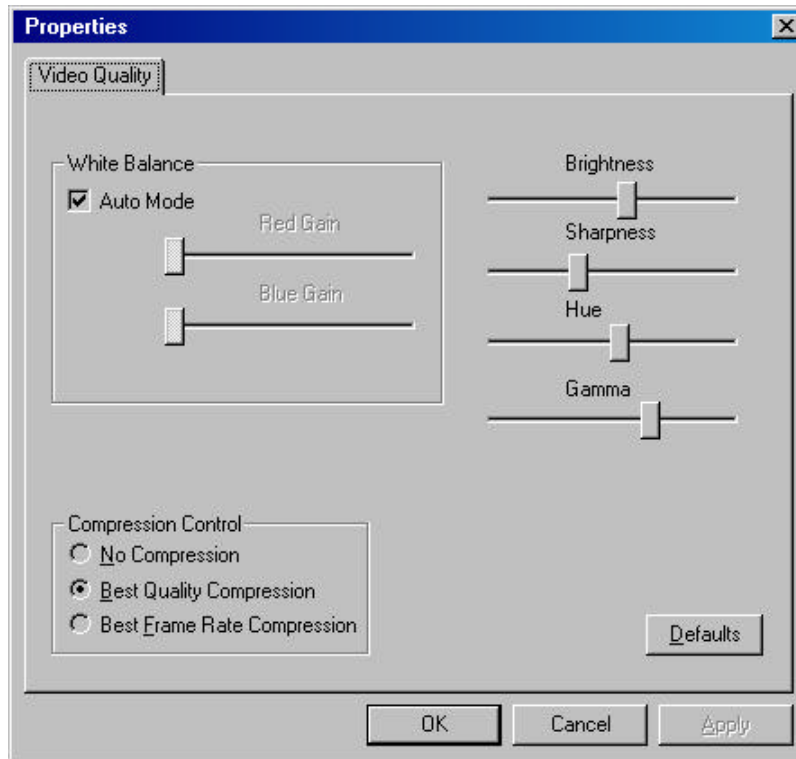 Properties
Video Quality
White Balance
Auto Mode
Red Gain
Blue Gain
Brightness
Sharpness
Hue
Gamma
Compression Control
No Compression
Best Quality Compression
Best Frame Rate Compression
Defaults
OK
Cancel
Apply